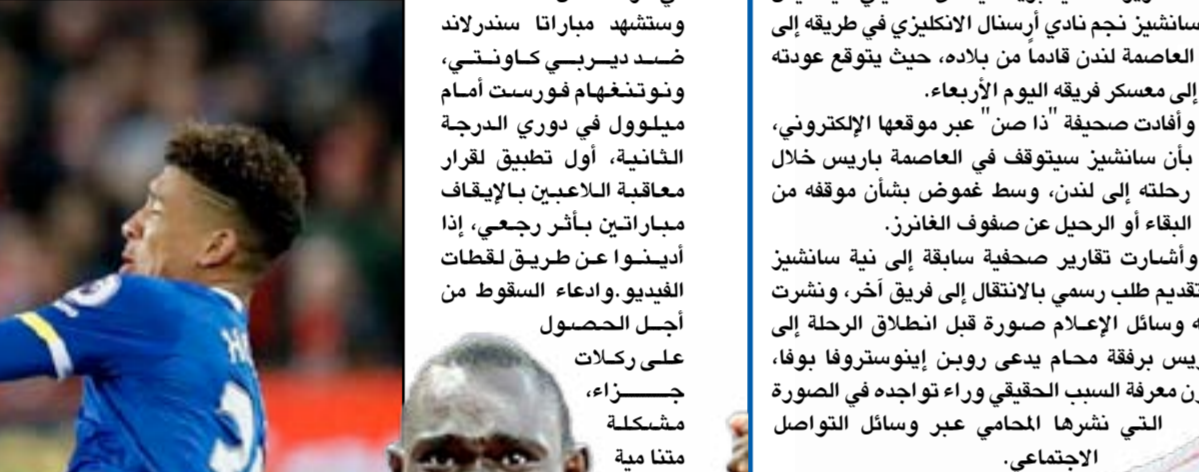 سانشيز نجم نادي أرسنال الانكليزي في طريقه إلى
العاصمة لندن قادماً من بلاده، حيث يتوقع عودته
إلى معسكر فريقه اليوم الأربعاء.
وأفادت صحيفة "ذا صن" عبر موقعها الإلكتروني،
بأن سانشيز سيتوقف في العاصمة باريس خلال
رحلته إلى لندن، وسط غموض بشأن موقفه من
البقاء أو الرحيل عن صفوف الغانرز.
وأشارت تقارير صحفية سابقة إلى نية سانشيز
تقديم طلب رسمي بالانتقال إلى فريق آخر، ونشرت
وسائل الإعلام صورة قبل انطلاق الرحلة إلى
برفقة محام يدعى روبن إينوستروفا بوفا،
معرفة السبب الحقيقي وراء تواجده في الصورة
التي نشرها المحامي عبر وسائل التواصل
الاجتماعي.
وستشهد مباراتا سندرلاند
ضد ديربي كاونتي،
ونوتنغهام فورست أمام
ميلوول في دوري الدرجة
الثانية، أول تطبيق لقرار
معاقبة اللاعبين بالإيقاف
مباراتين بأثر رجعي، إذا
أدينوا عن طريق لقطات
الفيديو.وادعاء السقوط من
أجل الحصول
على ركلات
جزاء،
مشكلة
متنا مية